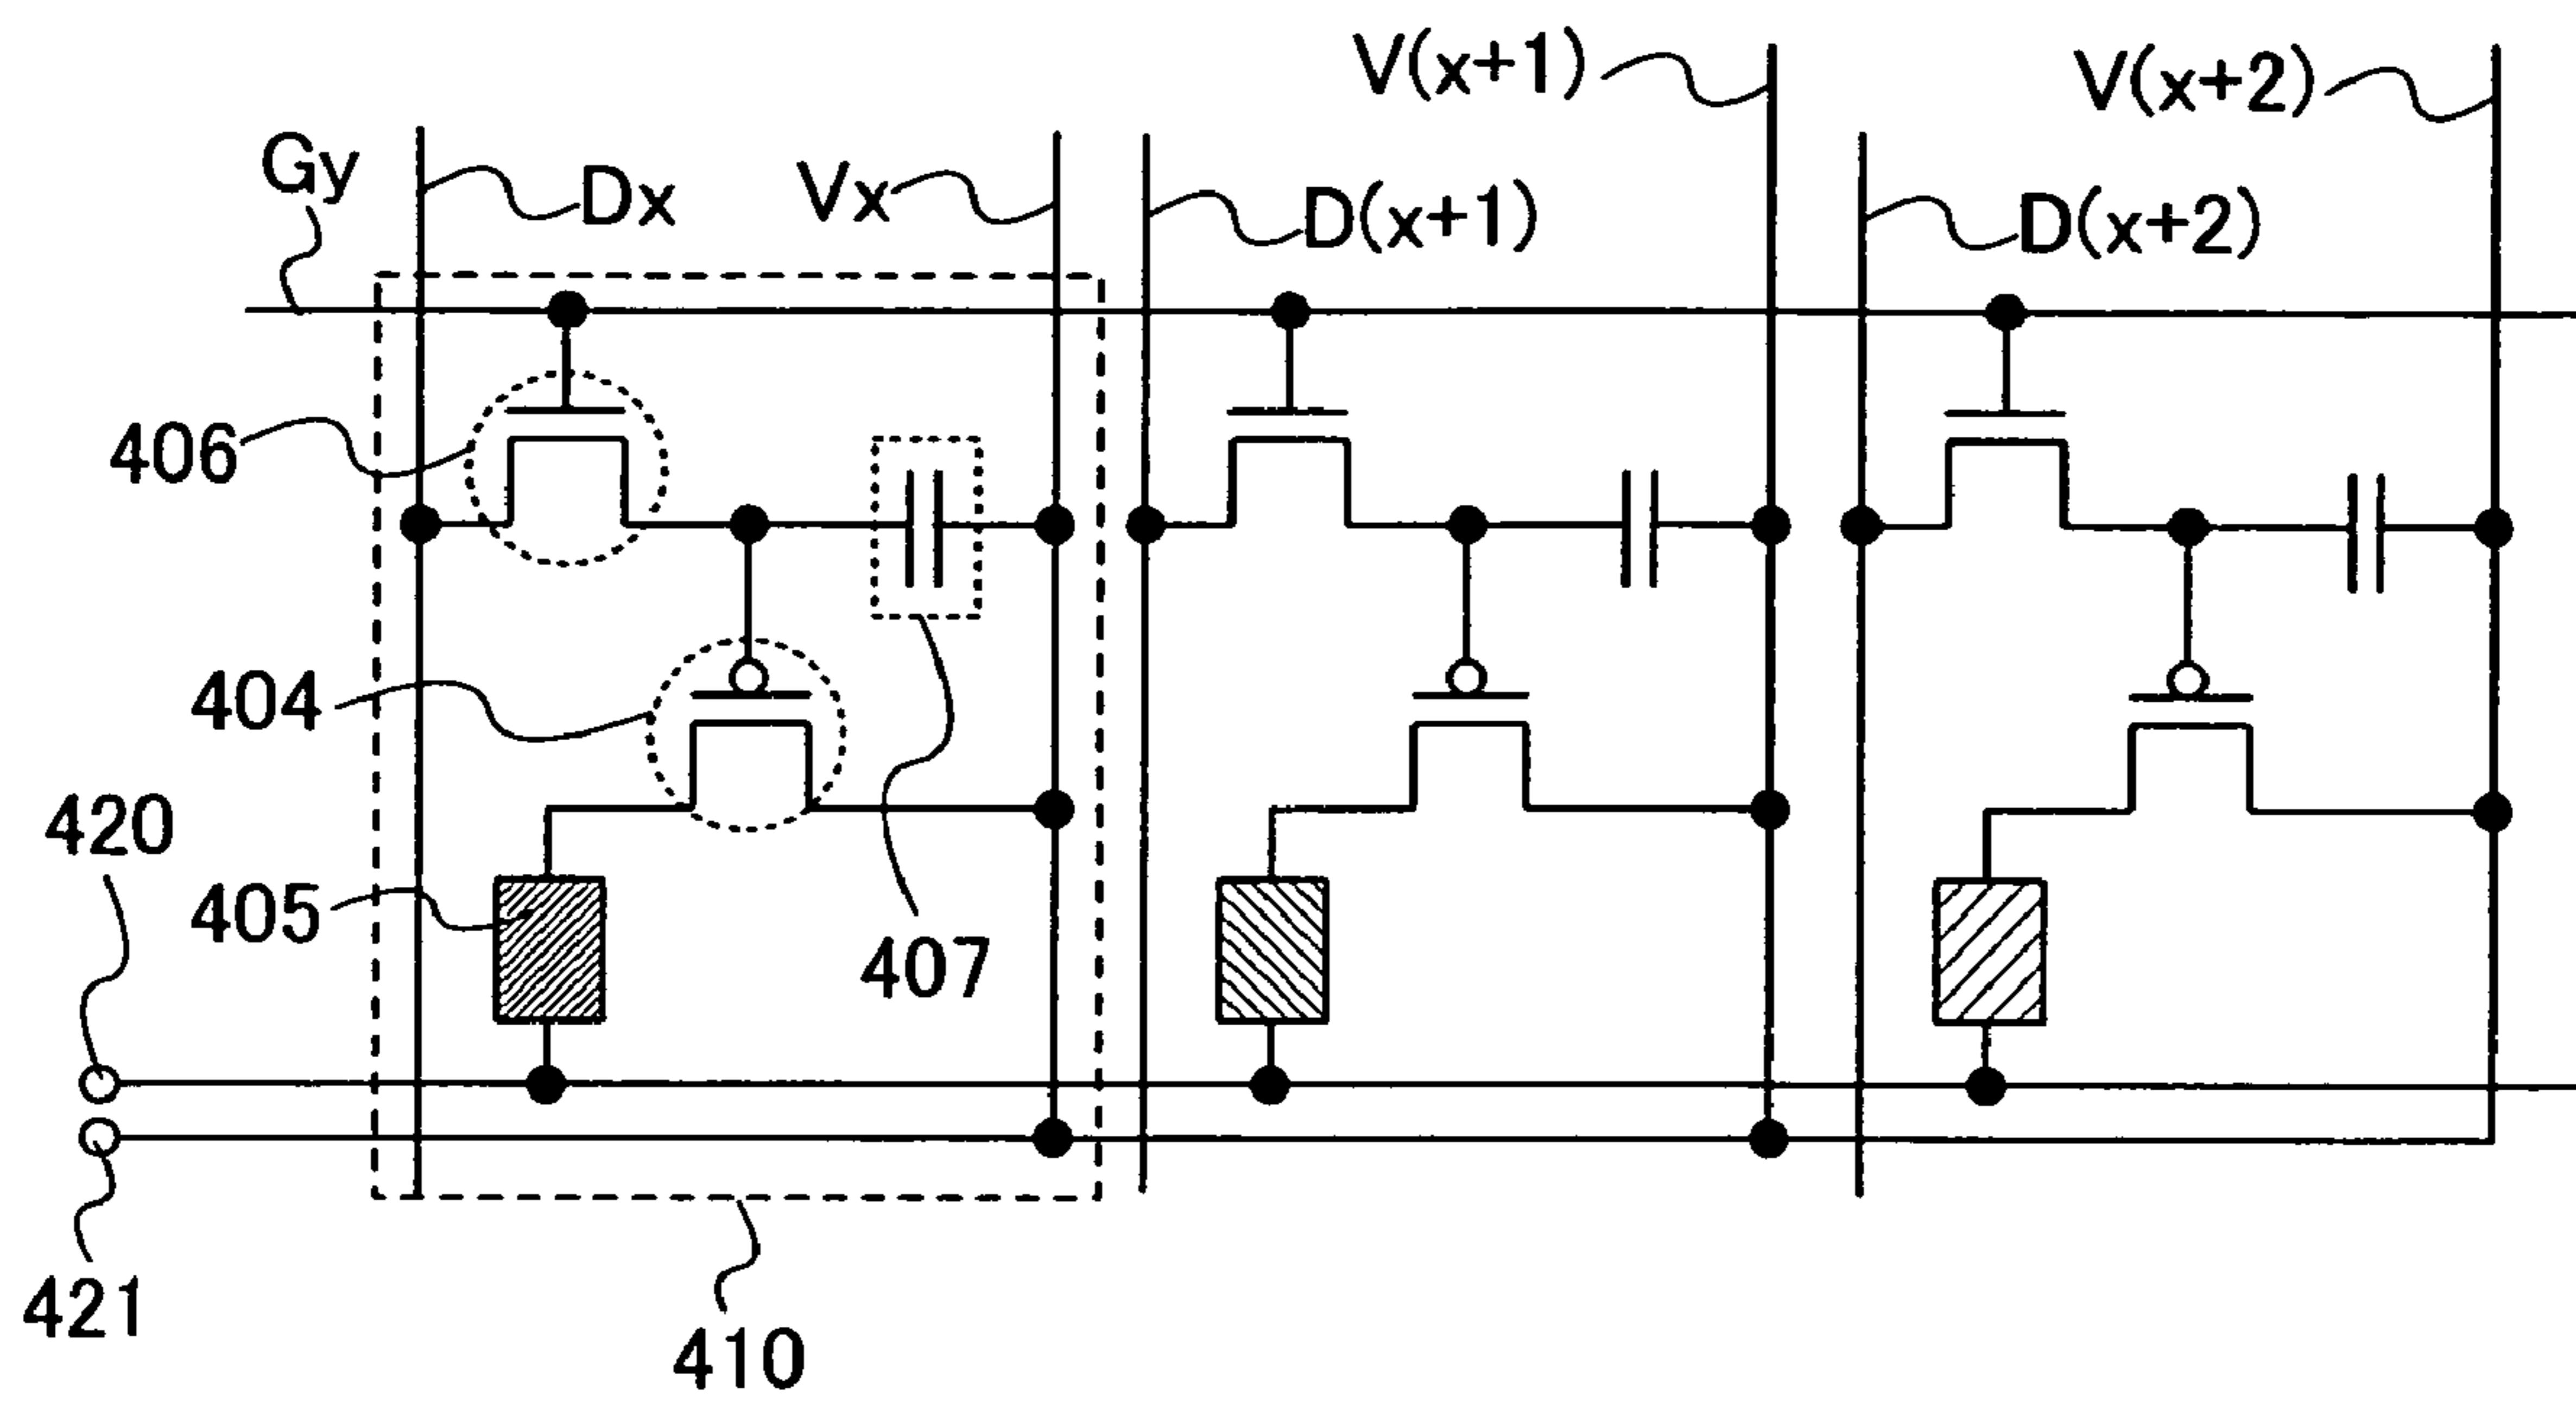 V(x+1)
V(x+2)
Gy
Dx
Vx
D(x+1)
D(x+2)
406
404
420
405
407
421
410